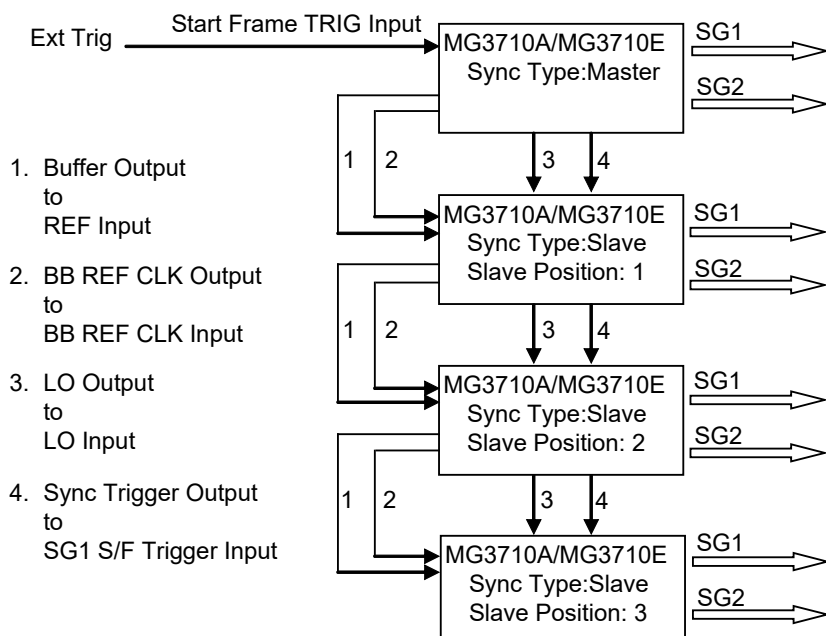 Ext Trig
Start Frame TRIG Input
MG3710A/MG3710E
Sync Type:Master
SG1
SG2
1 2
3 4
1. Buffer Output
to
REF Input
2. BB REF CLK Output
to
BB REF CLK Input
3. LO Output
to
LO Input
4. Sync Trigger Output
to
SG1 S/F Trigger Input
MG3710A/MG3710E
Sync Type:Slave
Slave Position: 1
SG1
SG2
1 2
3 4
MG3710A/MG3710E
Sync Type:Slave
Slave Position: 2
SG1
SG2
1 2
3 4
MG3710A/MG3710E
Sync Type:Slave
Slave Position: 3
SG1
SG2